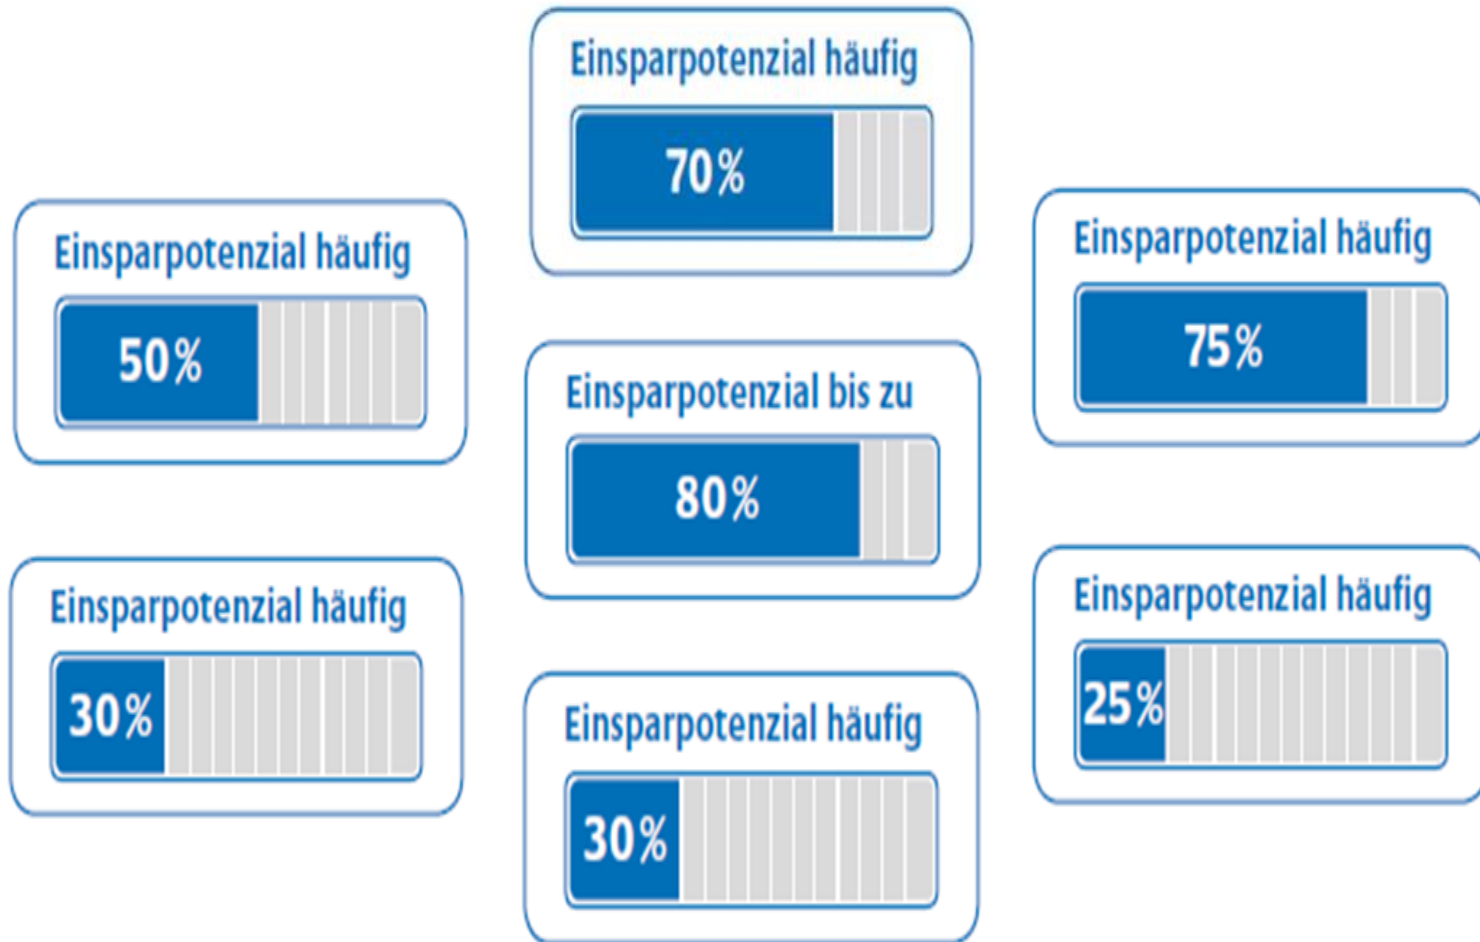 Einsparpotenzial häufig
70%
Einsparpotenzial häufig
50%
Einsparpotenzial häufig
75%
Einsparpotenzial bis zu
80%
Einsparpotenzial häufig
30%
Einsparpotenzial häufig
25%
Einsparpotenzial häufig
30%